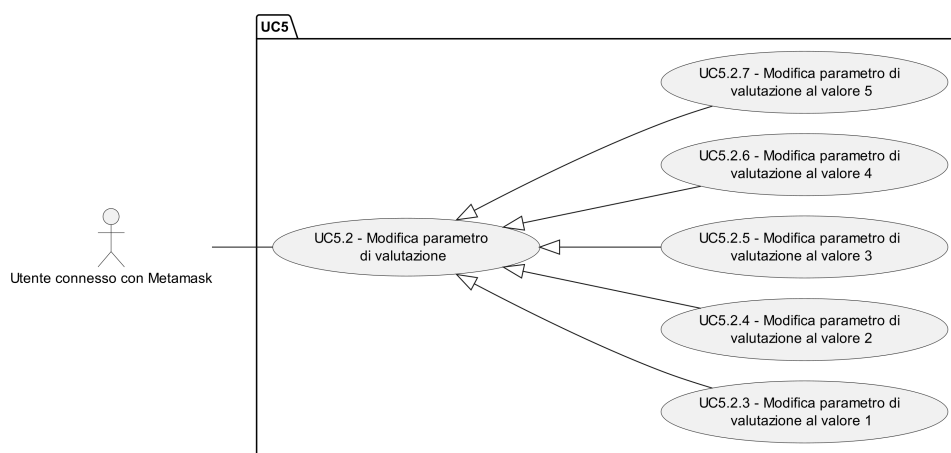 UC5
UC5.2.7 - Modifica parametro di
valutazione al valore 5
UC5.2.6 - Modifica parametro di
valutazione al valore 4
UC5.2 - Modifica parametro
di valutazione
UC5.2.5 - Modifica parametro di
valutazione al valore 3
Utente connesso con Metamask
UC5.2.4 - Modifica parametro di
valutazione al valore 2
UC5.2.3 - Modifica parametro di
valutazione al valore 1